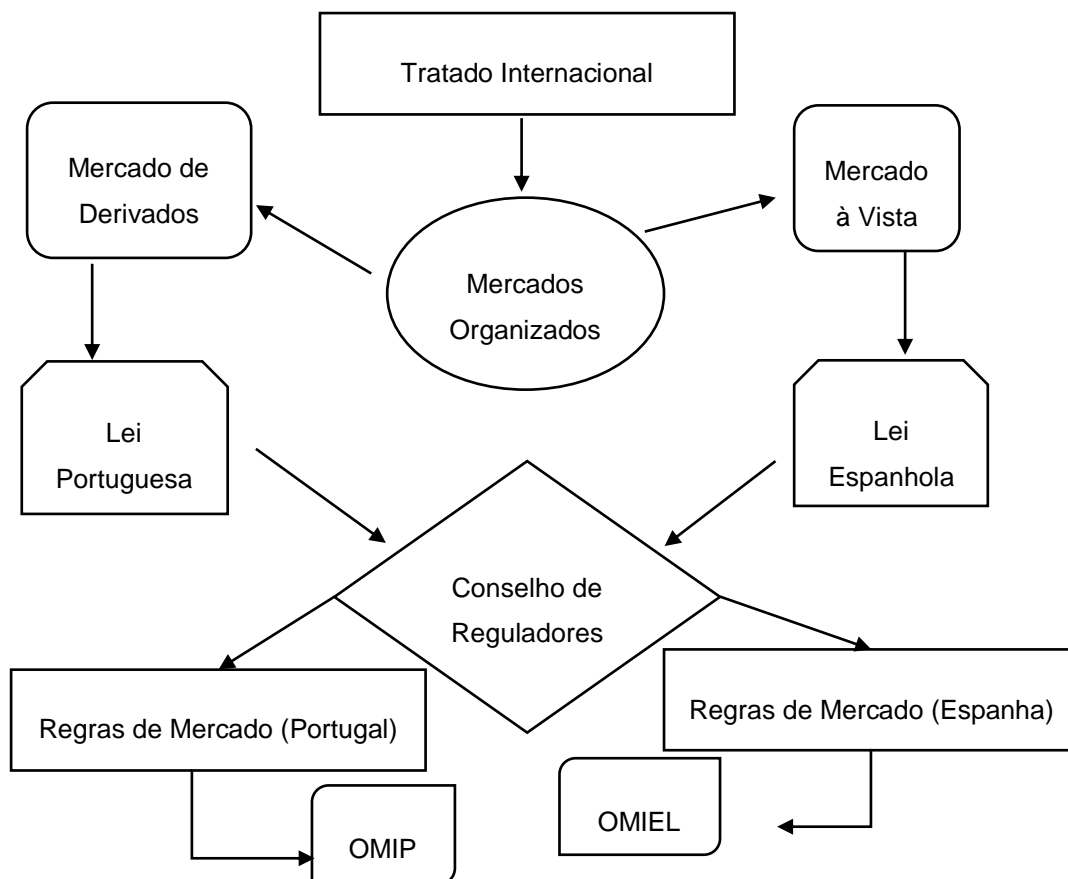 Tratado Internacional
Mercado de
Derivados
Mercado
à Vista
Mercados
Organizados
Lei
Portuguesa
Lei
Espanhola
Conselho de
Reguladores
Regras de Mercado (Portugal)
Regras de Mercado (Espanha)
OMIP
OMIEL